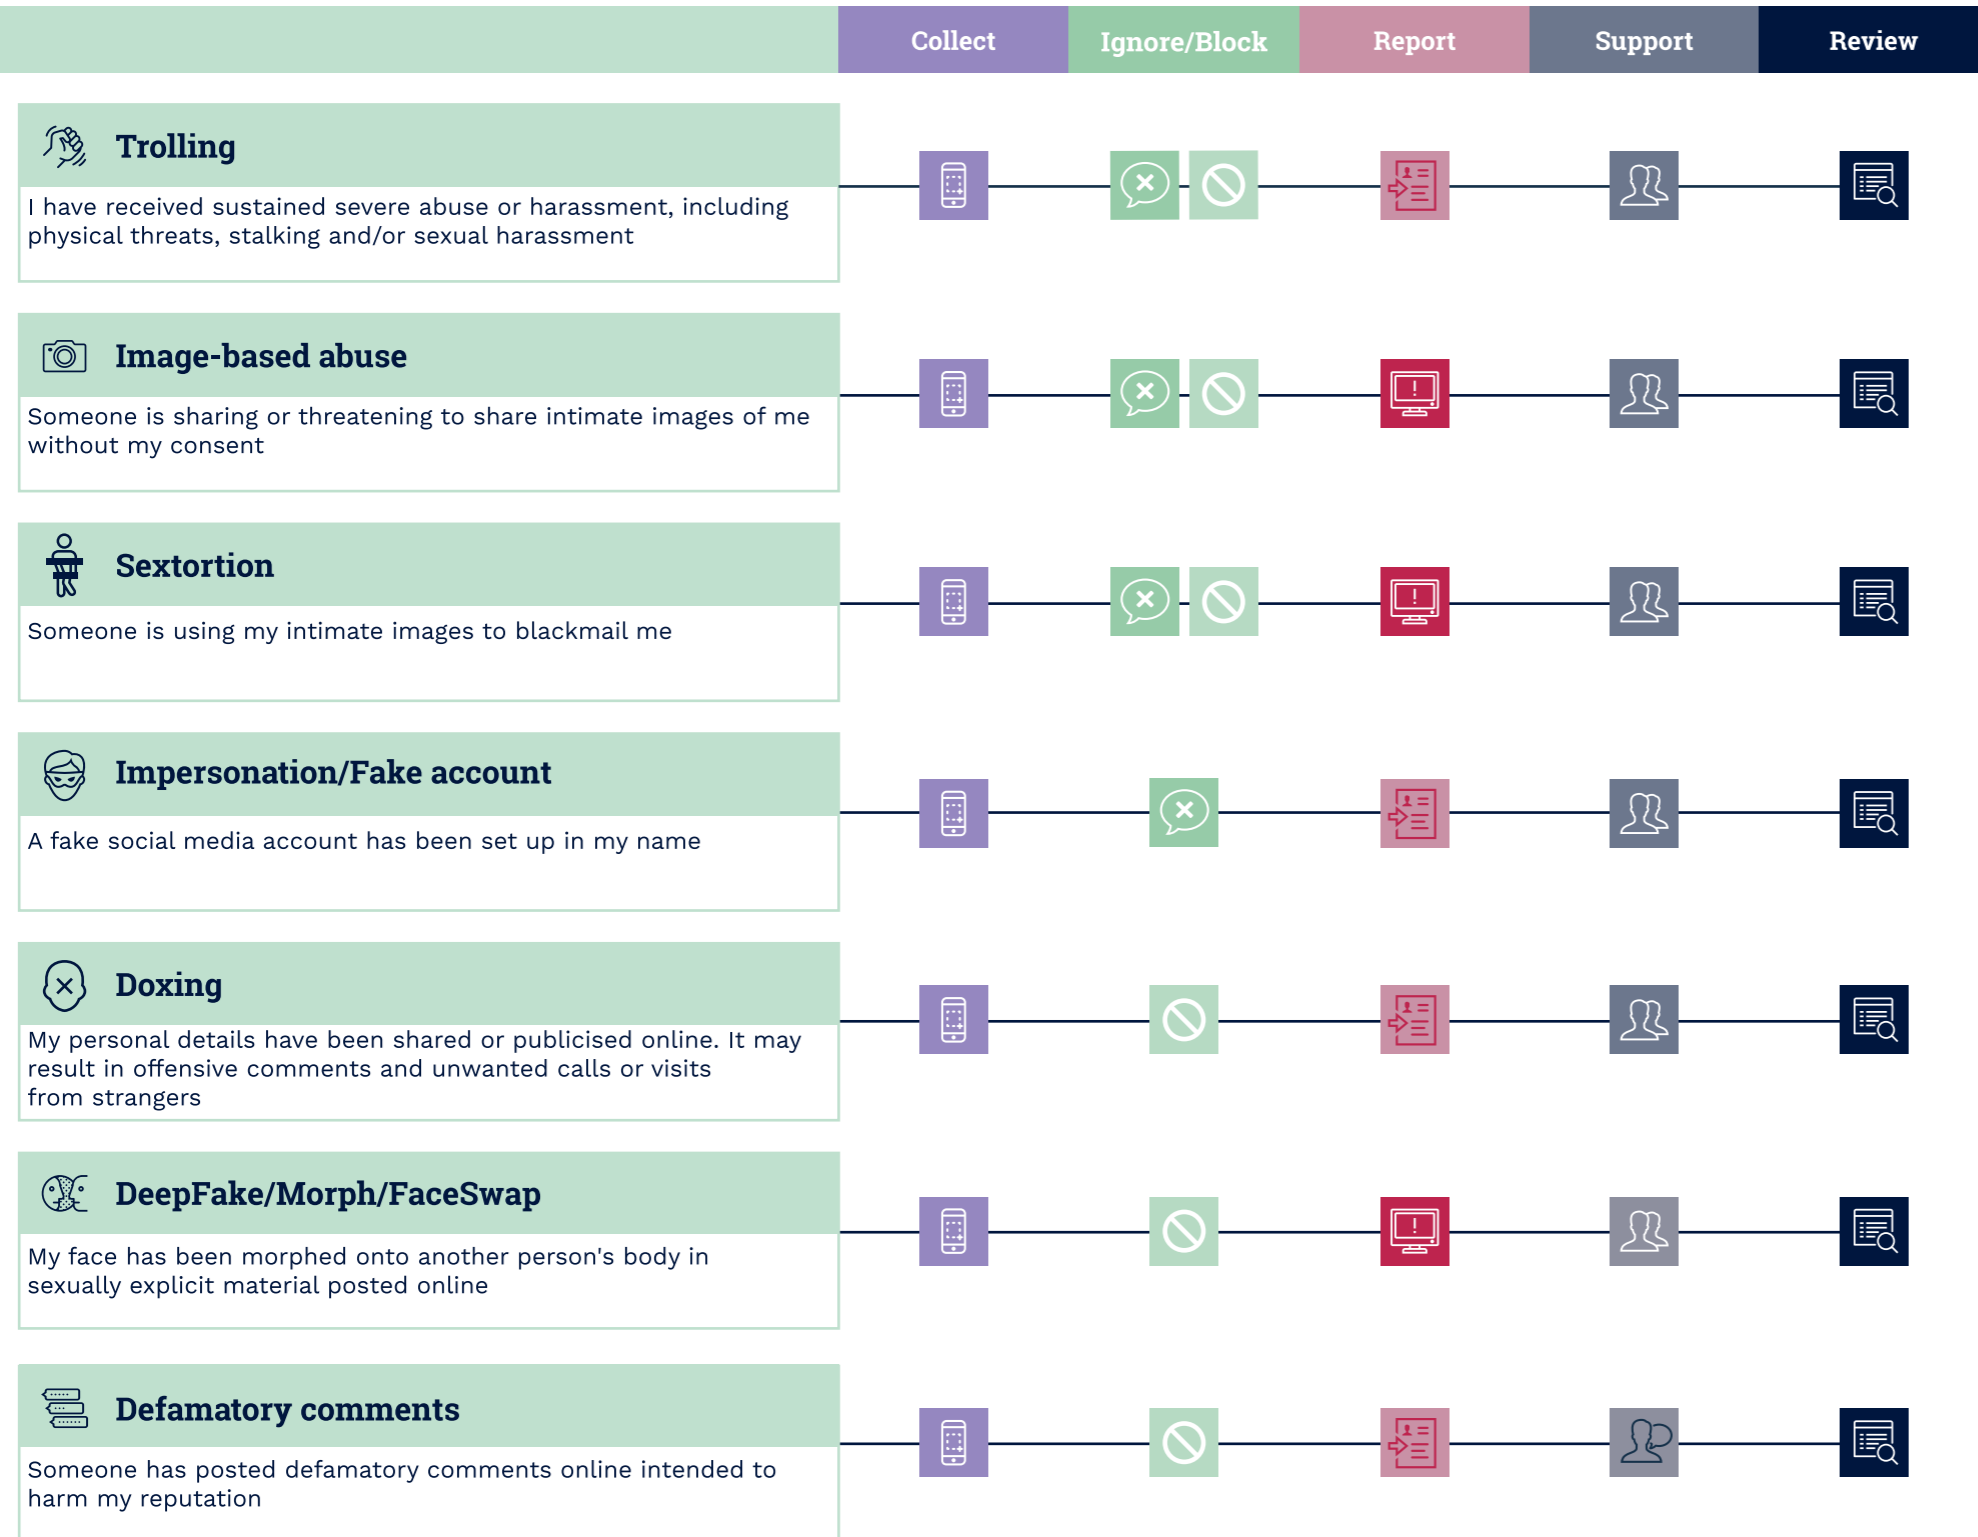 Collect Ignore/Block Report Support Review
Trolling
I have received sustained severe abuse or harassment, including
physical threats, stalking and/or sexual harassment
Image-based abuse
Someone is sharing or threatening to share intimate images of me
without my consent
Sextortion
Someone is using my intimate images to blackmail me
Impersonation/Fake account
A fake social media account has been set up in my name
Doxing
My personal details have been shared or publicised online. It may
result in offensive comments and unwanted calls or visits
from strangers
DeepFake/Morph/FaceSwap
My face has been morphed onto another person's body in
sexually explicit material posted online
Defamatory comments
Someone has posted defamatory comments online intended to
harm my reputation